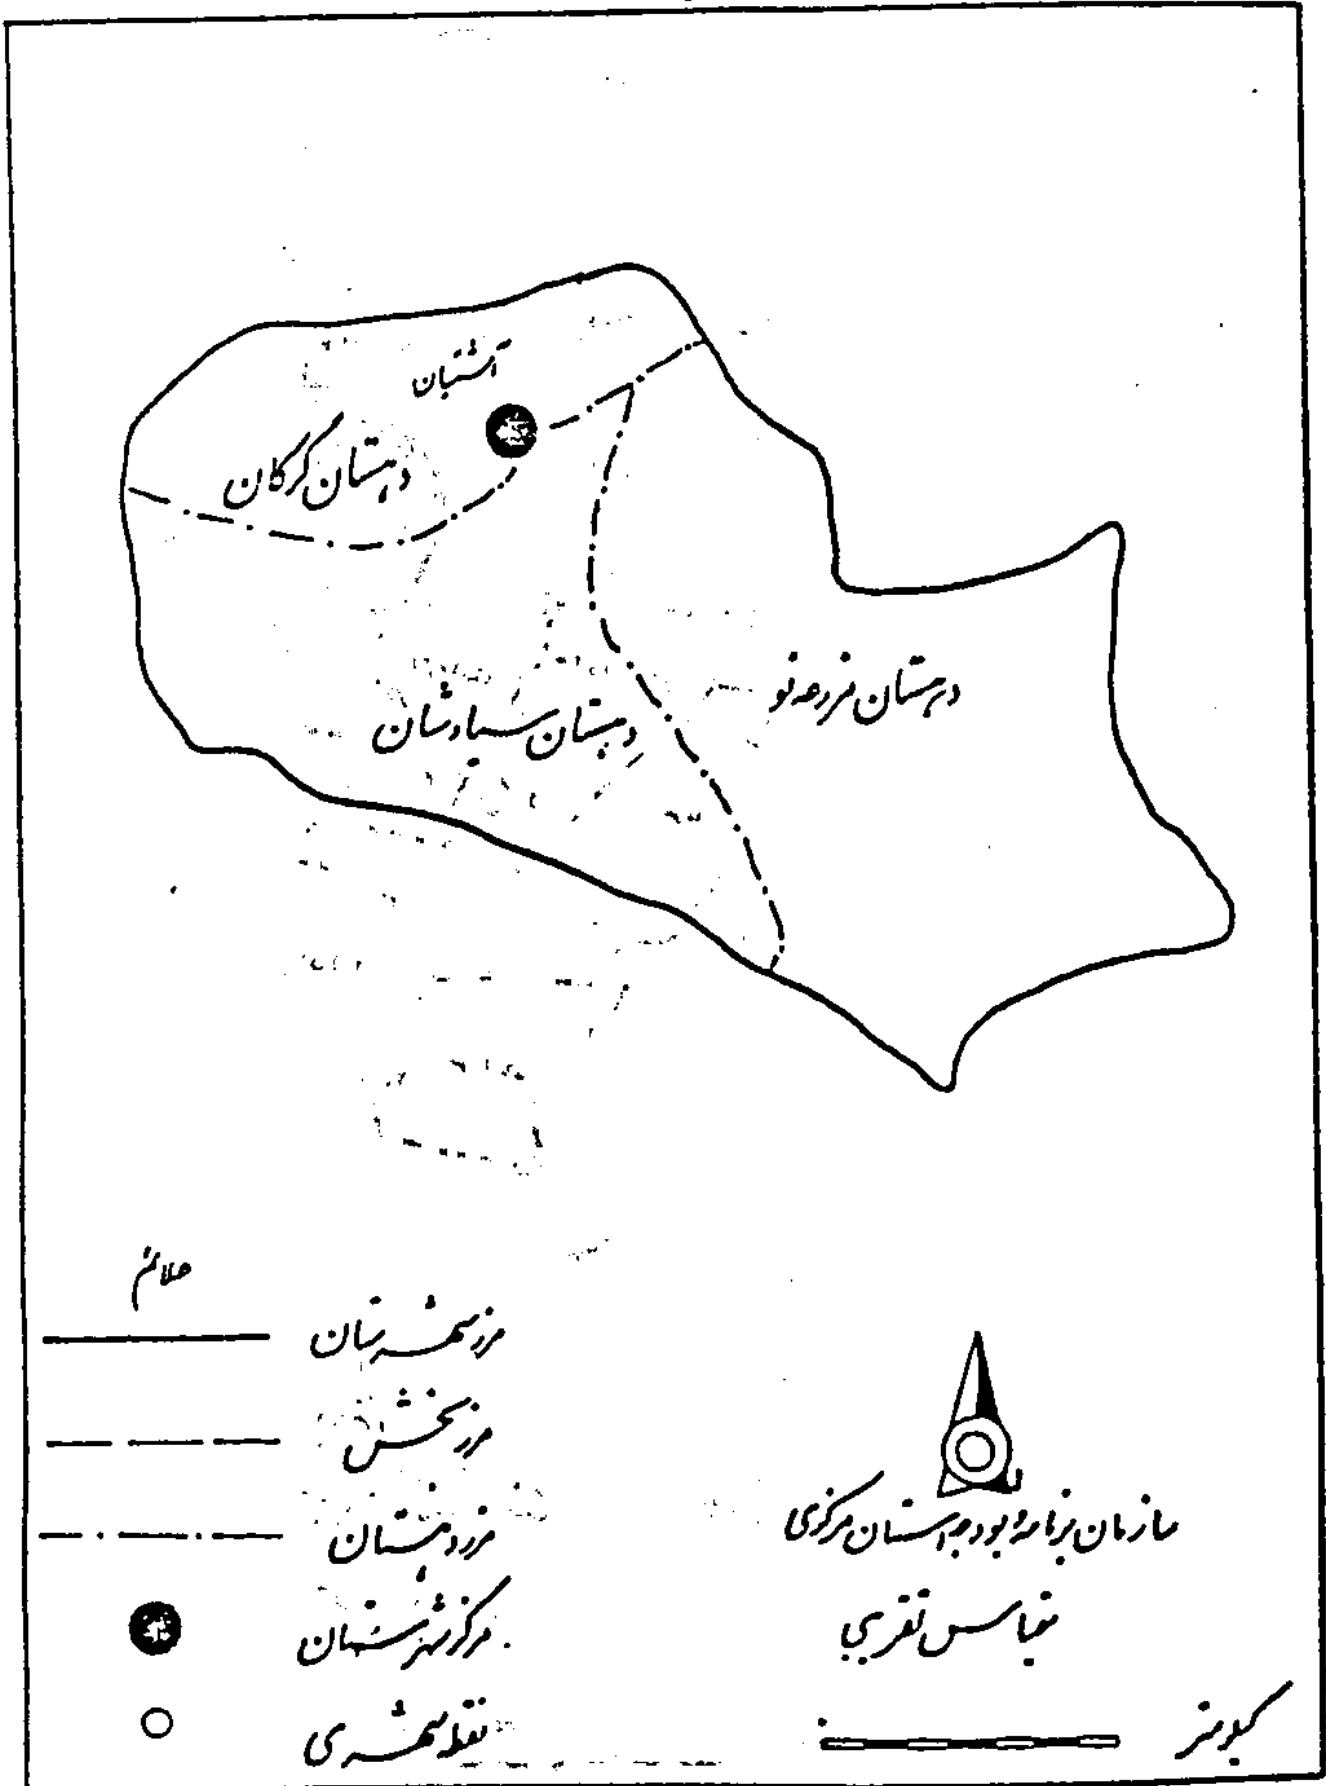 آشتیان
دهستان گرکان
دهستان مزرعه نو
دهستان سیاوشان
علائم
مرز شهرستان
مرز بخش
مرز دهستان
مرکز شهرستان
نقطه شهری
سازمان برنامه و بودجه استان مرکزی
مقیاس تقریبی
کیلومتر